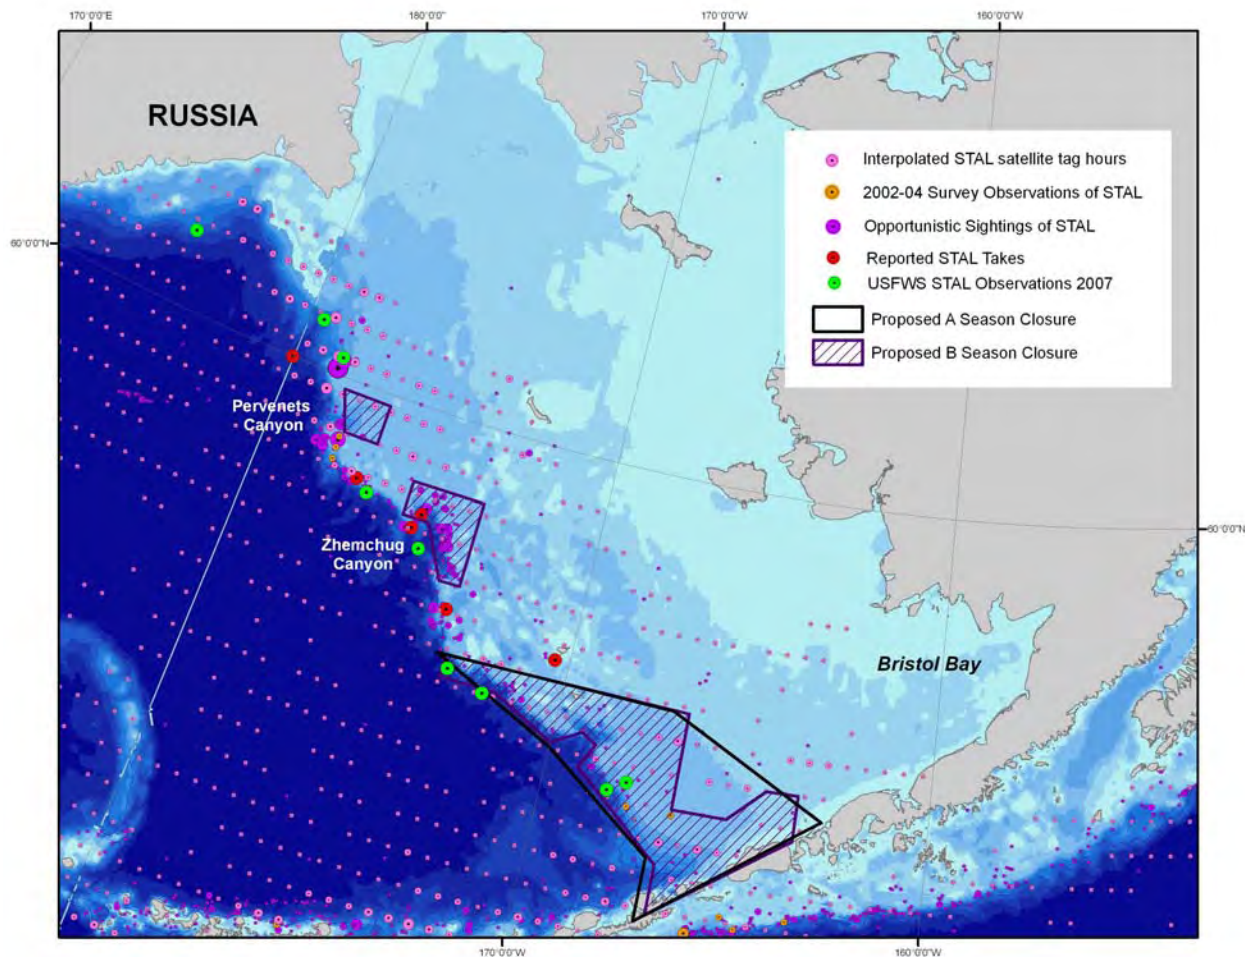 170°0'0"E
180°0'0"
170°0'0"W
160°0'0"W
RUSSIA
Interpolated STAL satellite tag hours
2002-04 Survey Observations of STAL
Opportunistic Sightings of STAL
60°0'0"N
Reported STAL Takes
USFWS STAL Observations 2007
Proposed A Season Closure
Proposed B Season Closure
Pervenets
Canyon
60°0'0"N
Zhemchug
Canyon
Bristol Bay
170°0'0"W
160°0'0"W